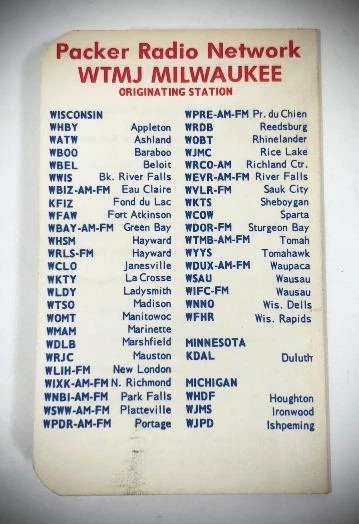 Packer Radio Network
WTMJ MILWAUKEE
ORIGINATING STATION
WISCONSIN
WHBY Appleton
WATW Ashland
WBOO Baraboo
WBEL Beloit
WWIS Bk. River Falls
WBIZ-AM-FM Eau Claire
KFIZ Fond du Lac
WFAW Fort Atkinson
WBAY-AM-FM Green Bay
WHSM Hayward
WRLS-FM Hayward
WCLO Janesville
WKTY La Crosse
WLDY Ladysmith
WTSO Madison
WOMT Manitowoc
WMAM Marinette
WDLB Marshfield
WRJC Mauston
WLIH-FM New London
WIXK-AM-FM N. Richmond
WNBI-AM-FM Park Falls
WSWW-AM-FM Platteville
WPDR-AM-FM Portage
WPRE-AM-FM Pr. du Chien
WRDB Reedsburg
WOBT Rhinelander
WJMC Rice Lake
WRCO-AM Richland Ctr.
WEVR-AM-FM River Falls
WVLR-FM Sauk City
WKTS Sheboygan
WCOW Sparta
WDOR-FM Sturgeon Bay
WTMB-AM-FM Tomah
WYYS Tomahawk
WDUX-AM-FM Waupaca
WSAU Wausau
WIFC-FM Wausau
WNNO Wis. Dells
WFHR Wis. Rapids
MINNESOTA
KDAL Duluth
MICHIGAN
WHDF Houghton
WJMS Ironwood
WJPD Ishpeming